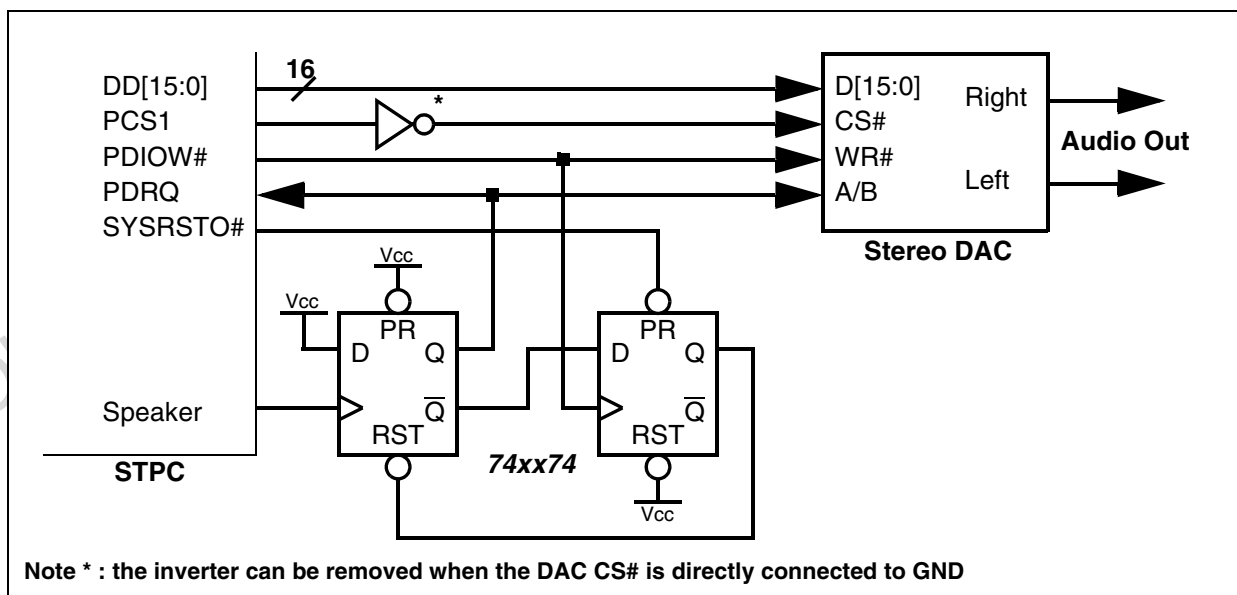 16
*
DD[15:0]
PCS1
PDIOW#
PDRQ
SYSRSTO#
Speaker
STPC
D[15:0]
CS#
WR#
A/B
Right
Left
Audio Out
Stereo DAC
Vcc
Vcc
PR
D
Q
Q
RST
74xx74
PR
D
Q
Q
RST
Vcc
Note * : the inverter can be removed when the DAC CS# is directly connected to GND